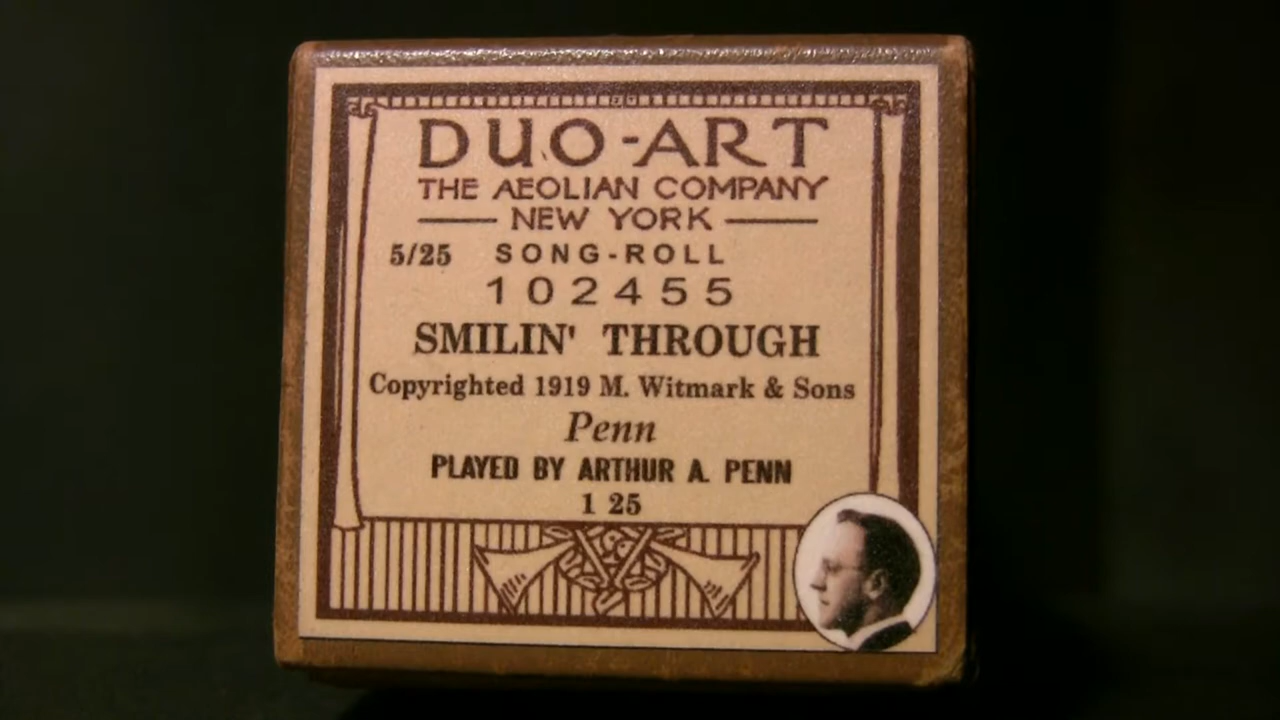 DUO-ART
THE AEOLIAN COMPANY
NEW YORK
5/25 SONG-ROLL
102455
SMILIN' THROUGH
Copyrighted 1919 M. Witmark & Sons
Penn
PLAYED BY ARTHUR A. PENN
1 25